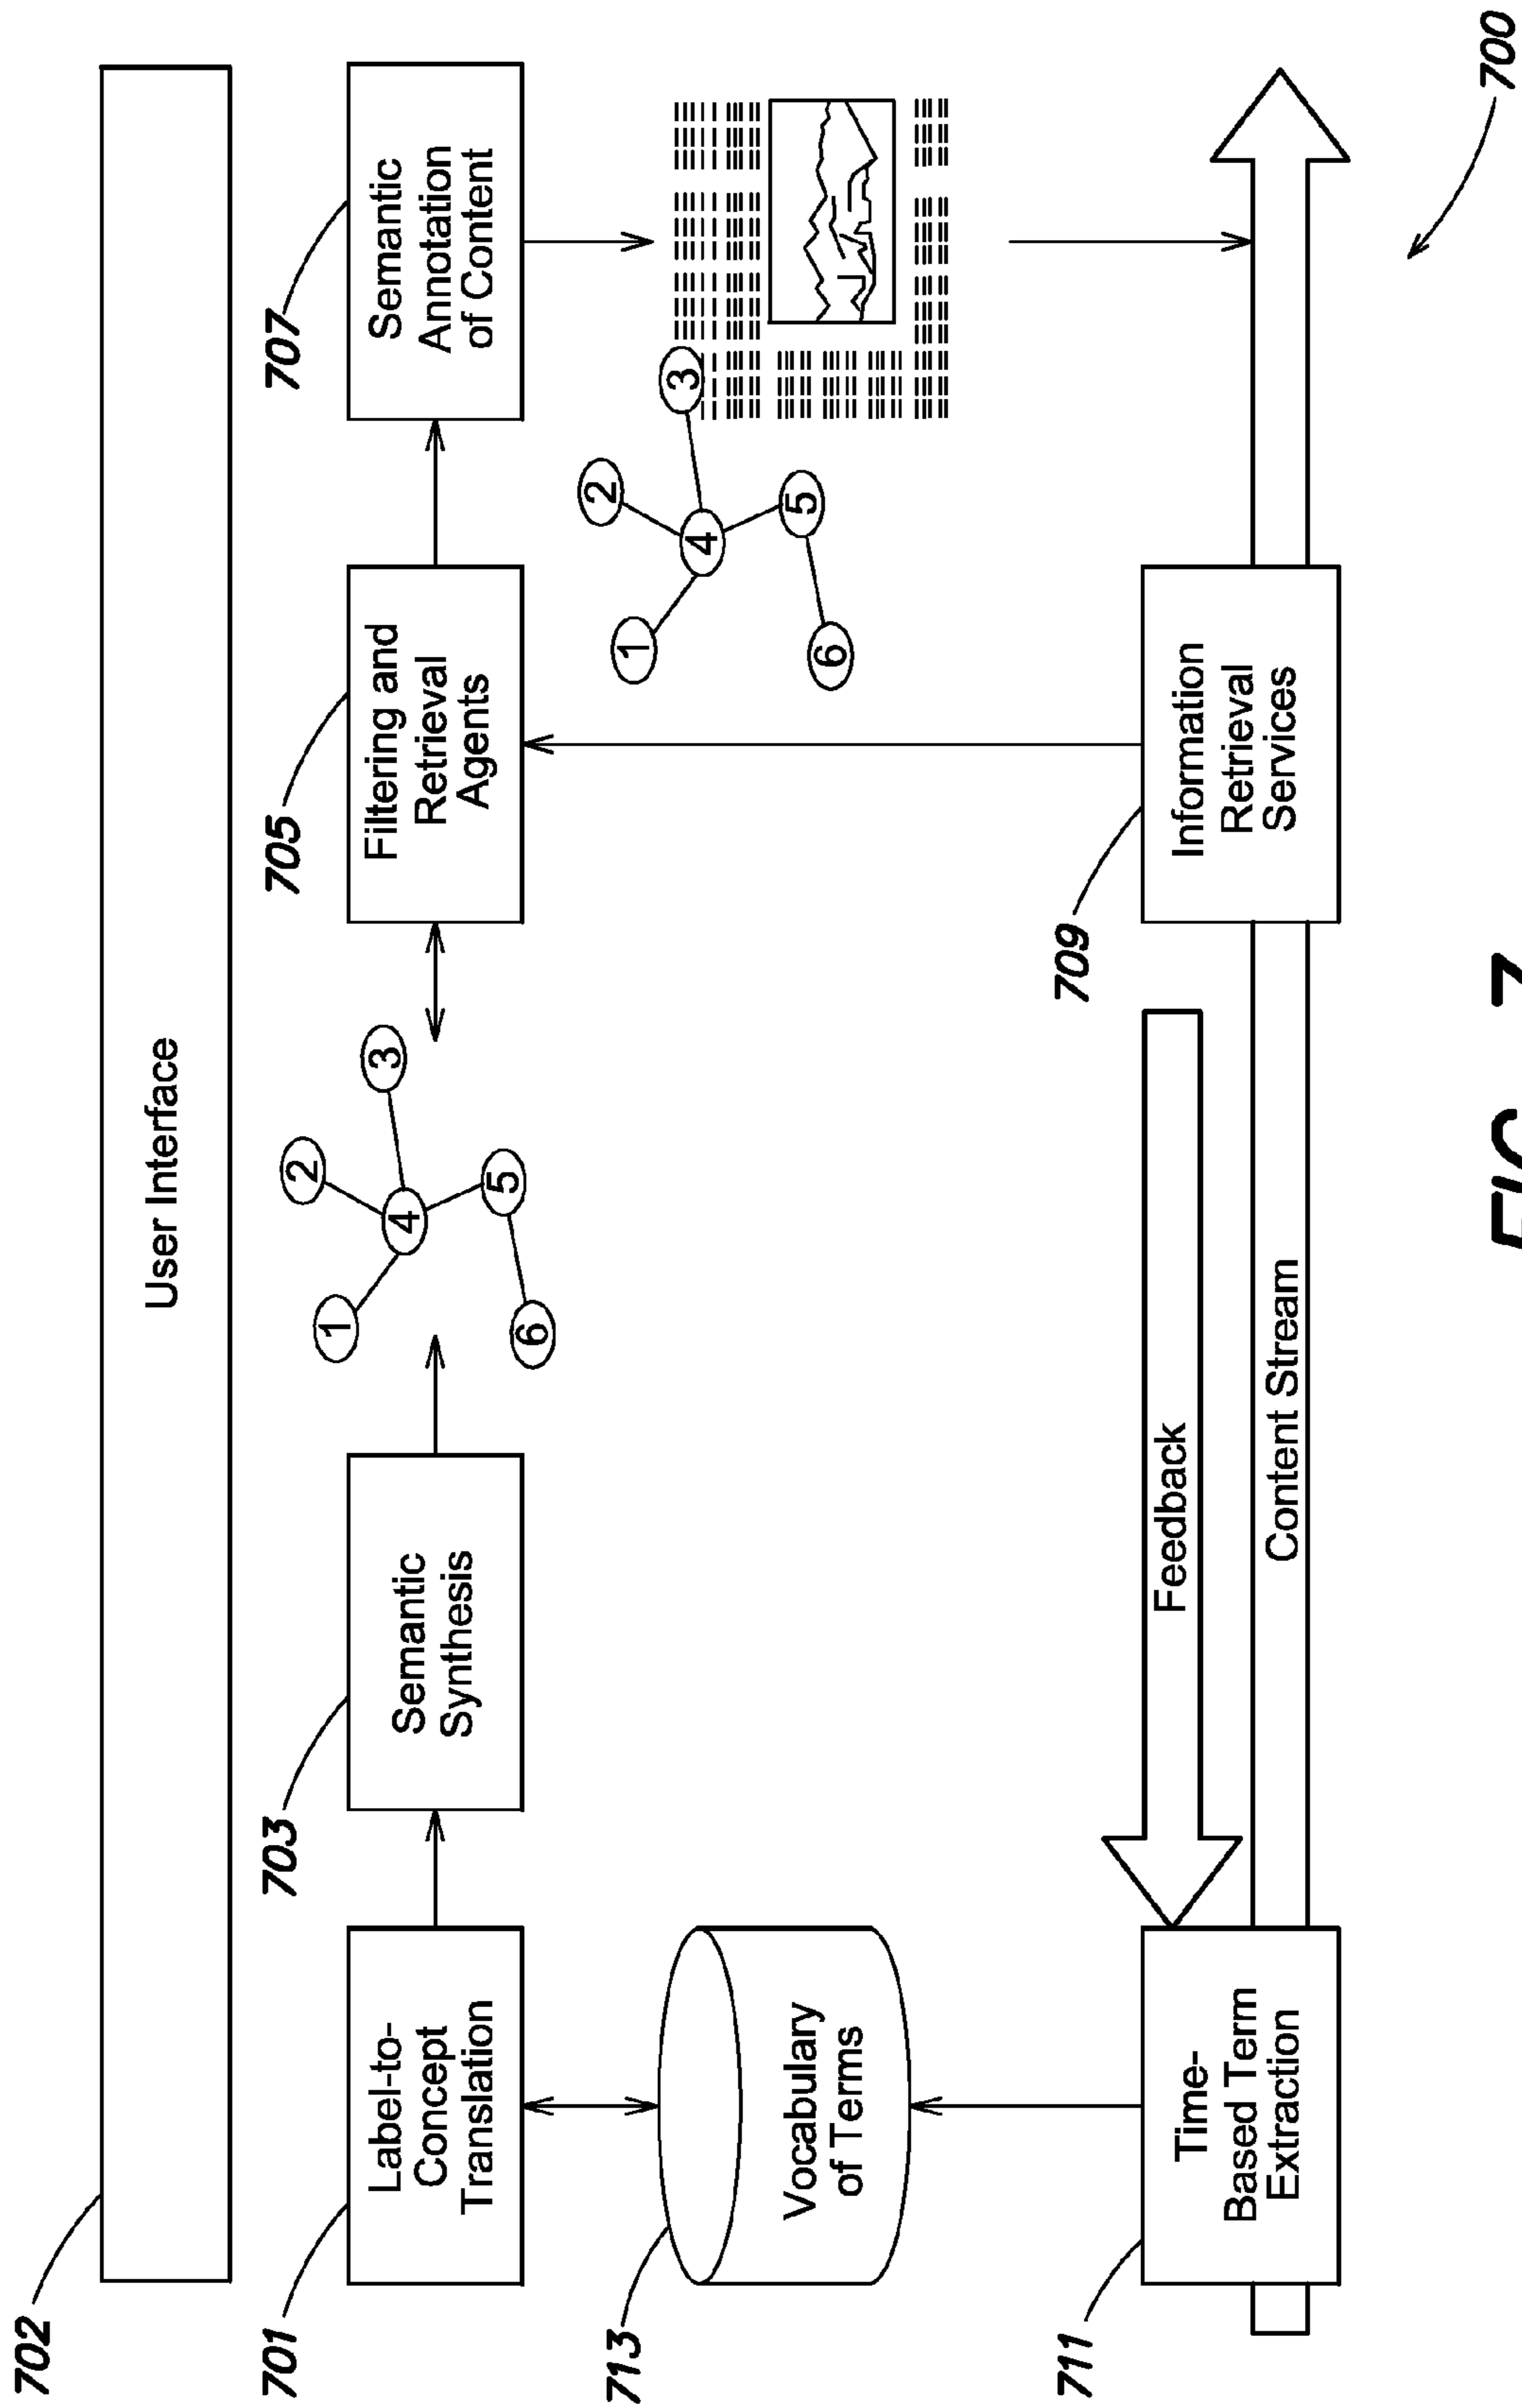 702
User Interface
701
Label-to-
Concept
Translation
703
Semantic
Synthesis
1
2
3
4
5
6
705
Filtering and
Retrieval
Agents
707
Semantic
Annotation
of Content
1
2
3
4
5
6
713
Vocabulary
of Terms
711
Time-
Based Term
Extraction
Feedback
Content Stream
709
Information
Retrieval
Services
700
FIG. 7